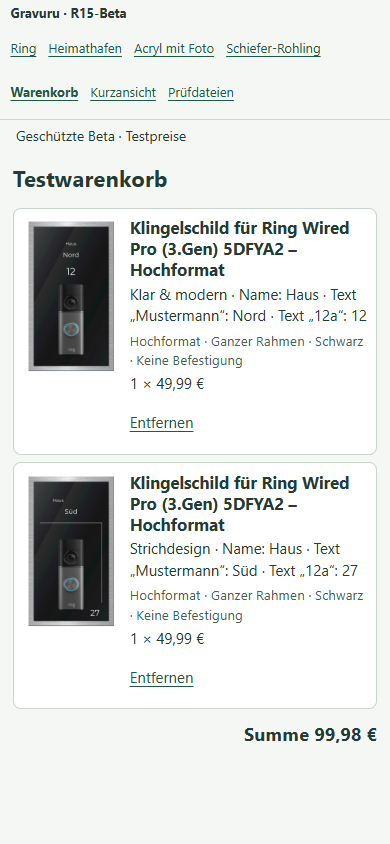 Gravuru · R15-Beta
Ring Heimathafen Acryl mit Foto Schiefer-Rohling
Warenkorb Kurzansicht Prüfdateien
Geschützte Beta · Testpreise
Testwarenkorb
Haus
Nord
12
ring
Klingelschild für Ring Wired
Pro (3.Gen) 5DFYA2 –
Hochformat
Klar & modern · Name: Haus · Text
„Mustermann“: Nord · Text „12a“: 12
Hochformat · Ganzer Rahmen · Schwarz
· Keine Befestigung
1 × 49,99 €
Entfernen
Haus
Süd
ring
27
Klingelschild für Ring Wired
Pro (3.Gen) 5DFYA2 –
Hochformat
Strichdesign · Name: Haus · Text
„Mustermann“: Süd · Text „12a“: 27
Hochformat · Ganzer Rahmen · Schwarz
· Keine Befestigung
1 × 49,99 €
Entfernen
Summe 99,98 €